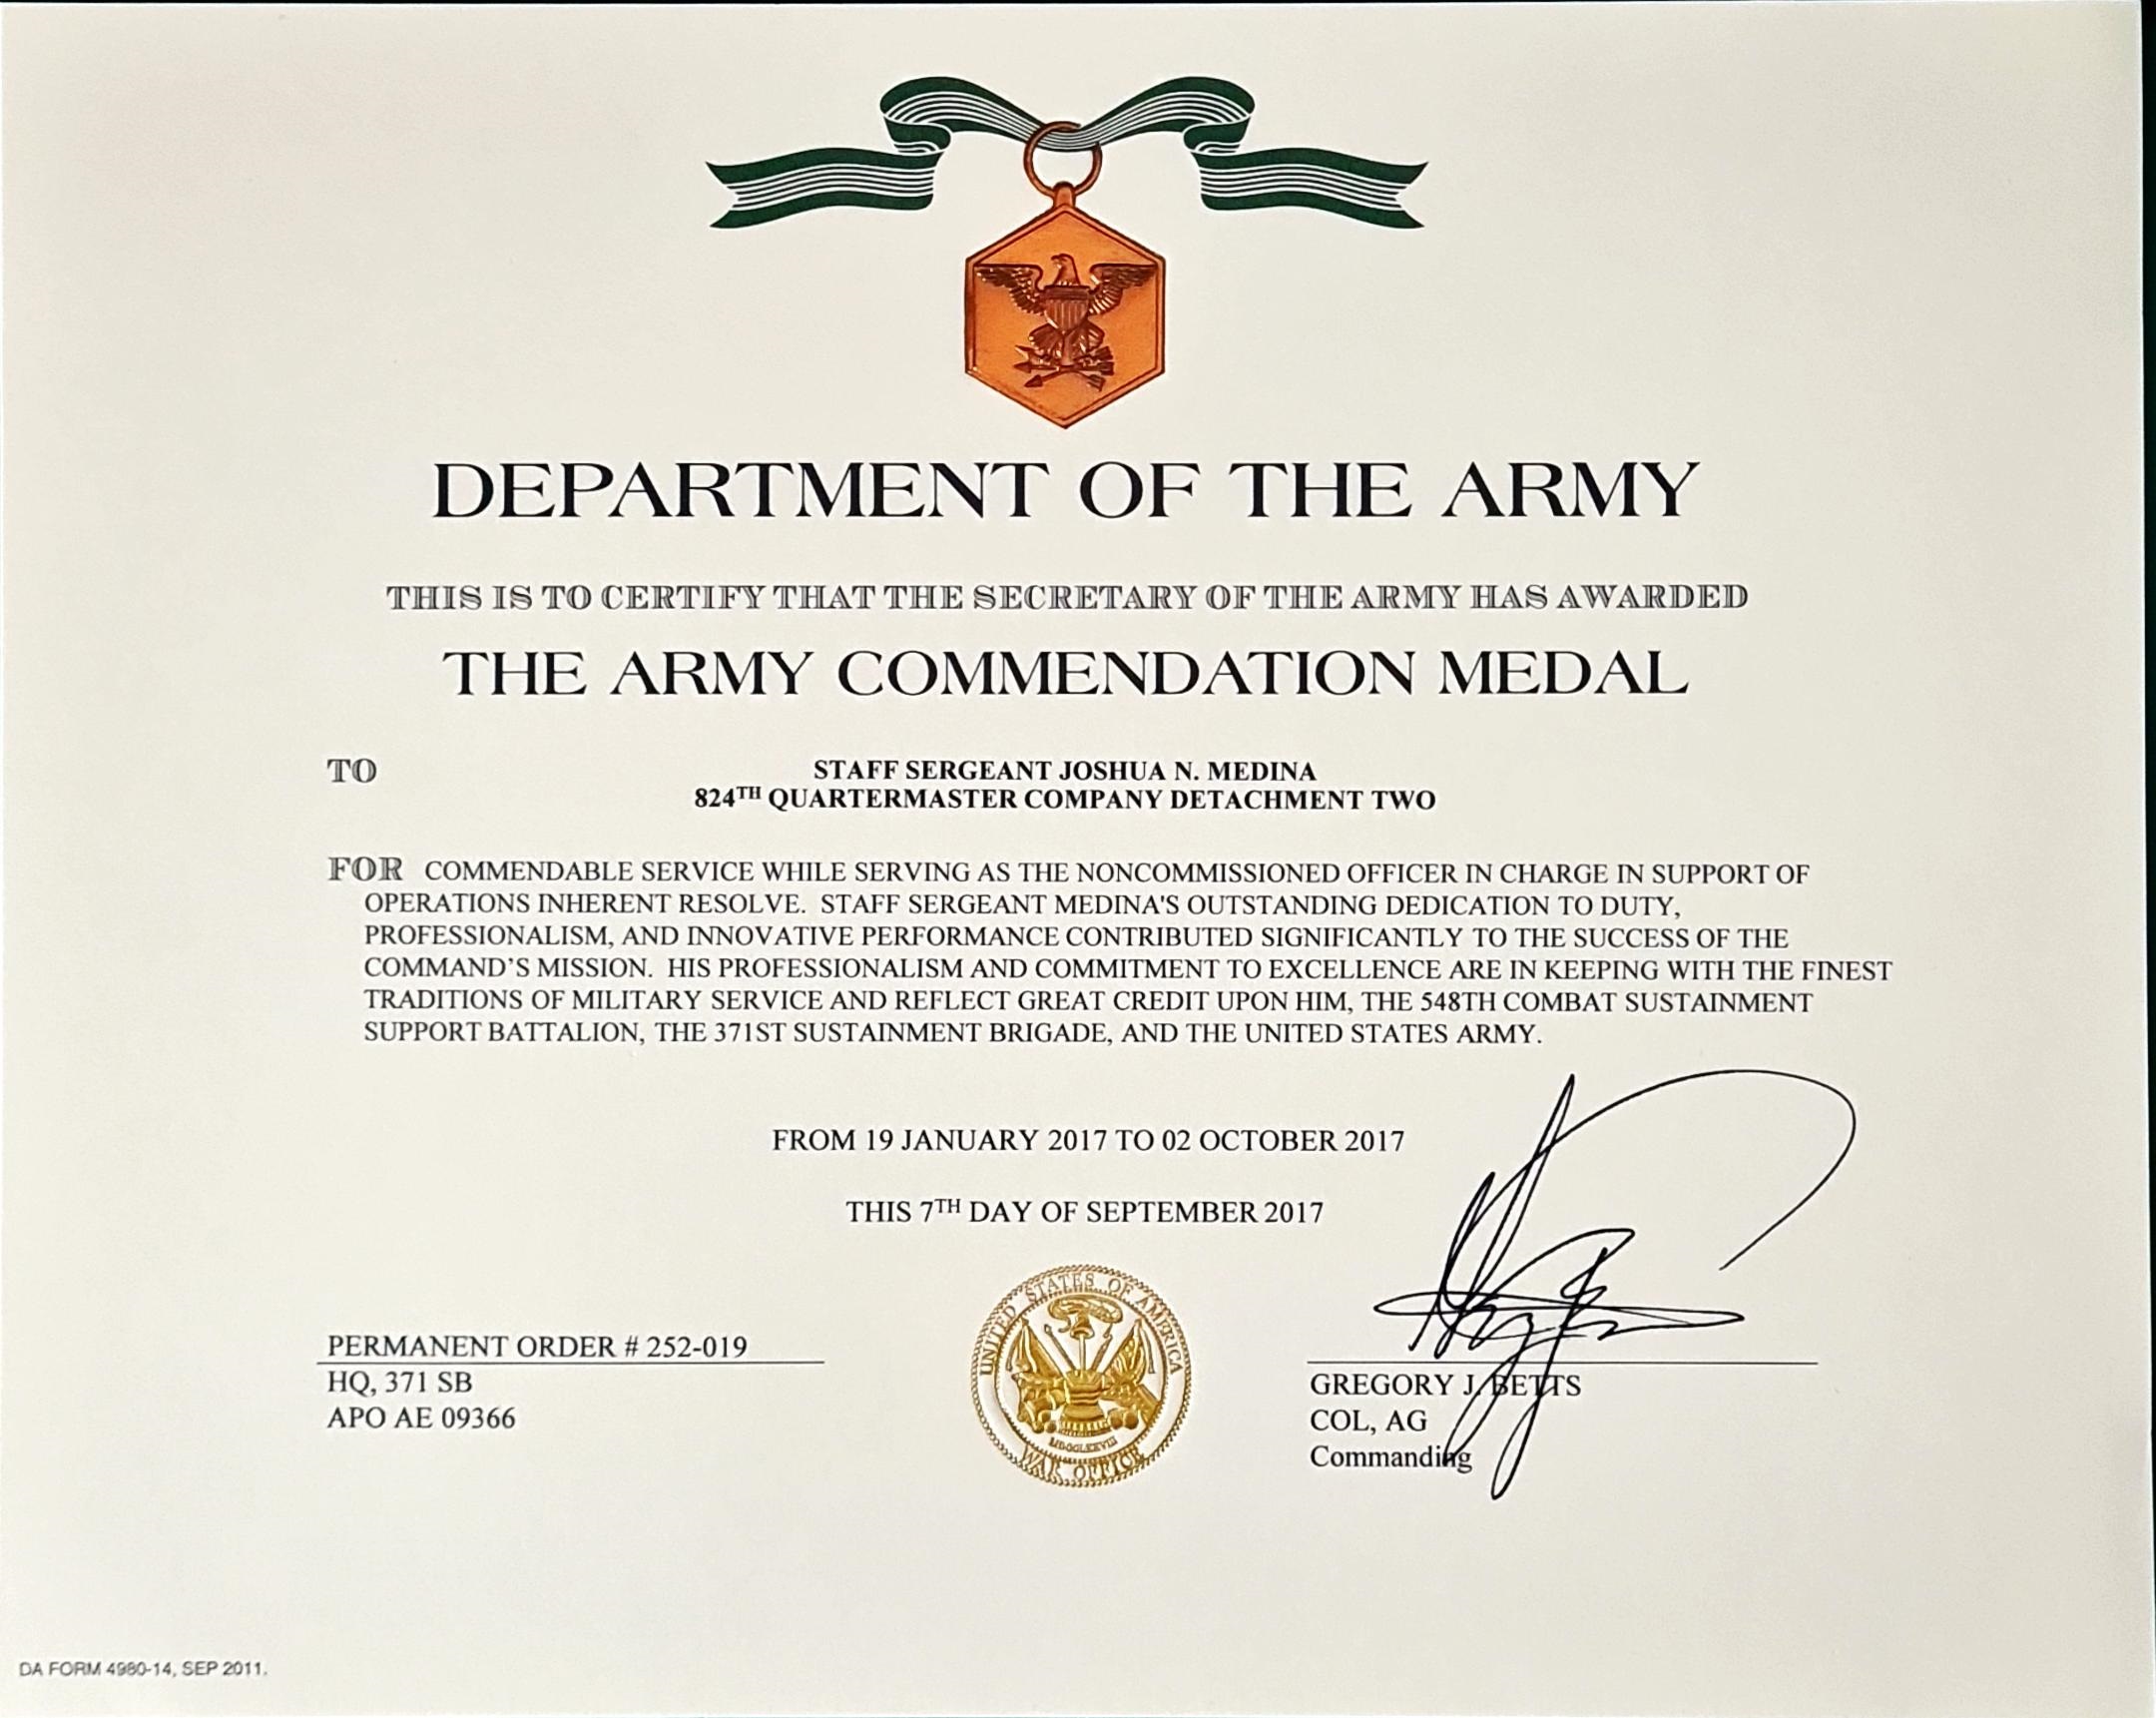 DEPARTMENT OF THE ARMY
THIS IS TO CERTIFY THAT THE SECRETARY OF THE ARMY HAS AWARDED
THE ARMY COMMENDATION MEDAL
TO STAFF SERGEANT JOSHUA N. MEDINA
824TH QUARTERMASTER COMPANY DETACHMENT TWO
FOR COMMENDABLE SERVICE WHILE SERVING AS THE NONCOMMISSIONED OFFICER IN CHARGE IN SUPPORT OF
OPERATIONS INHERENT RESOLVE. STAFF SERGEANT MEDINA'S OUTSTANDING DEDICATION TO DUTY,
PROFESSIONALISM, AND INNOVATIVE PERFORMANCE CONTRIBUTED SIGNIFICANTLY TO THE SUCCESS OF THE
COMMAND’S MISSION. HIS PROFESSIONALISM AND COMMITMENT TO EXCELLENCE ARE IN KEEPING WITH THE FINEST
TRADITIONS OF MILITARY SERVICE AND REFLECT GREAT CREDIT UPON HIM, THE 548TH COMBAT SUSTAINMENT
SUPPORT BATTALION, THE 371ST SUSTAINMENT BRIGADE, AND THE UNITED STATES ARMY.
FROM 19 JANUARY 2017 TO 02 OCTOBER 2017
THIS 7TH DAY OF SEPTEMBER 2017
PERMANENT ORDER # 252-019
HQ, 371 SB
APO AE 09366
UNITED STATES OF AMERICA
MDCCLXXVIII
WAR OFFICE
GREGORY J. BETTS
COL, AG
Commanding
DA FORM 4980-14, SEP 2011.